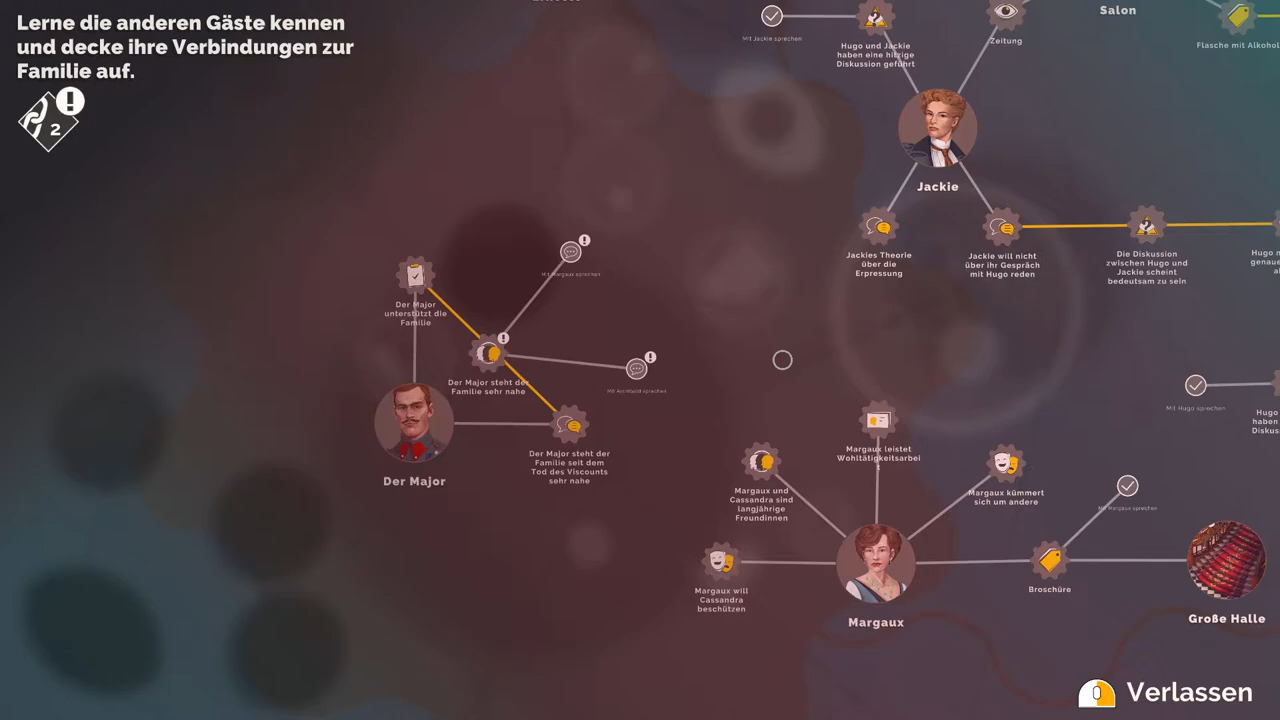 Lerne die anderen Gäste kennen
und decke ihre Verbindungen zur
Familie auf.
2
Mit Jackie sprechen
Hugo und Jackie
haben eine hitzige
Diskussion geführt
Zeitung
Salon
Flasche mit Alkohol
Jackie
Jackies Theorie
über die
Erpressung
Jackie will nicht
über ihr Gespräch
mit Hugo reden
Die Diskussion
zwischen Hugo und
Jackie scheint
bedeutsam zu sein
Mit Margaux sprechen
Der Major
unterstützt die
Familie
Der Major steht der
Familie sehr nahe
Mit Armband sprechen
Der Major
Der Major steht der
Familie seit dem
Tod des Viscounts
sehr nahe
Mit Hugo sprechen
Margaux leistet
Wohltätigkeitsarbei
t
Margaux und
Cassandra sind
langjährige
Freundinnen
Margaux kümmert
sich um andere
Mit Margaux sprechen
Margaux will
Cassandra
beschützen
Margaux
Broschüre
Große Halle
Verlassen